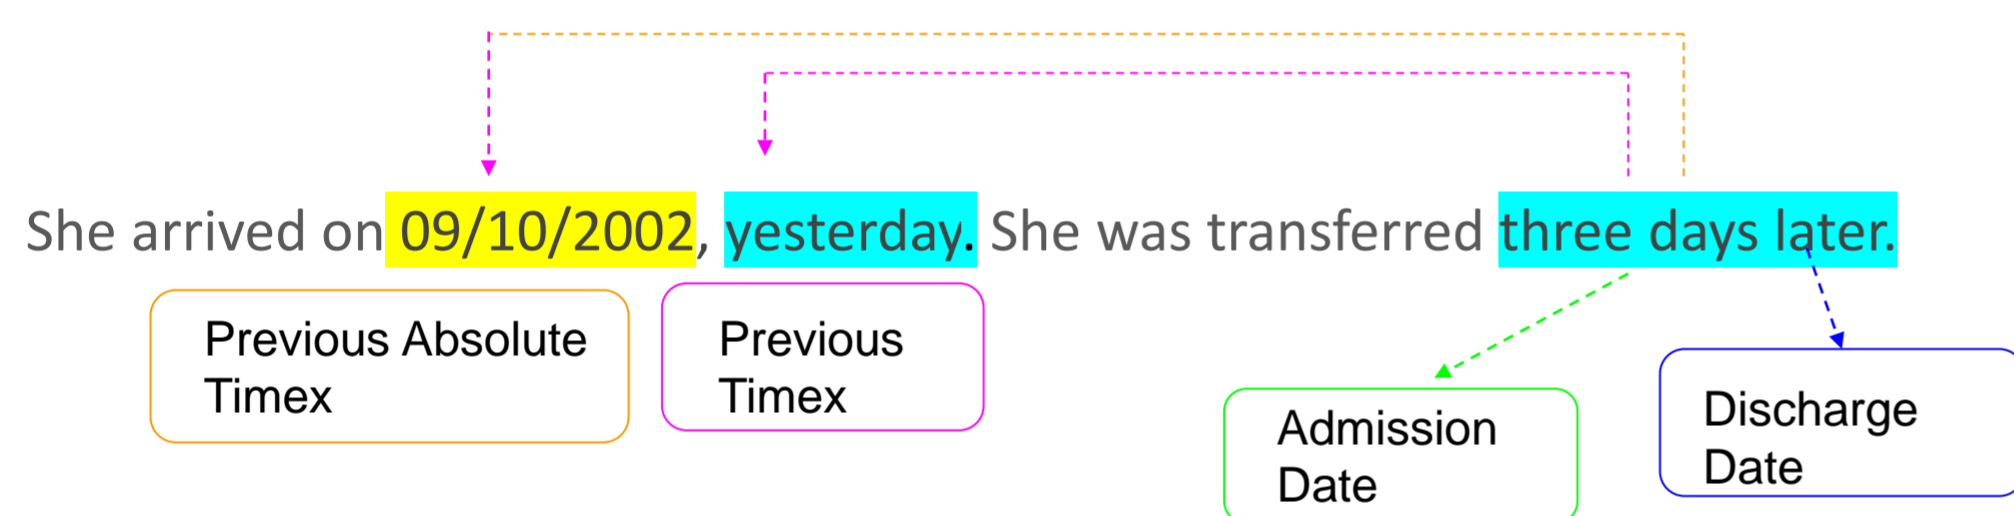 She arrived on 09/10/2002, yesterday. She was transferred three days later.
Previous Absolute
Timex
Previous
Timex
Admission
Date
Discharge
Date